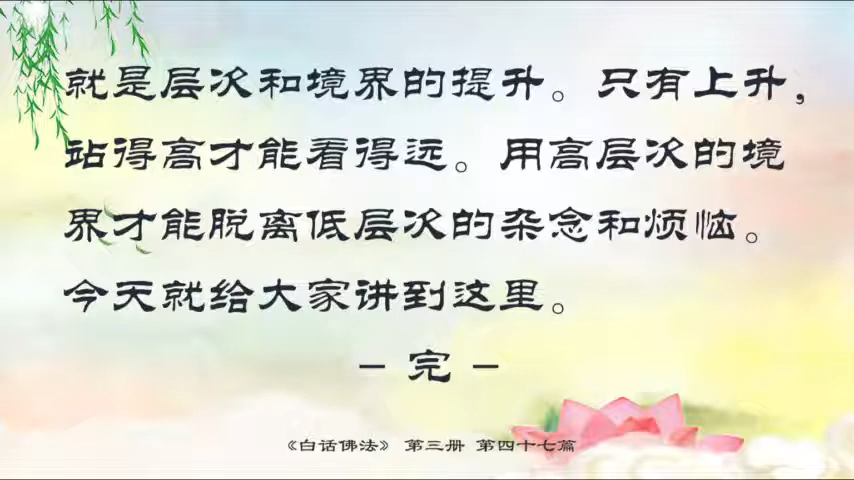 就是层次和境界的提升。只有上升，
站得高才能看得远。用高层次的境
界才能脱离低层次的杂念和烦恼。
今天就给大家讲到这里。
- 完 -
《白话佛法》 第三册 第四十七篇